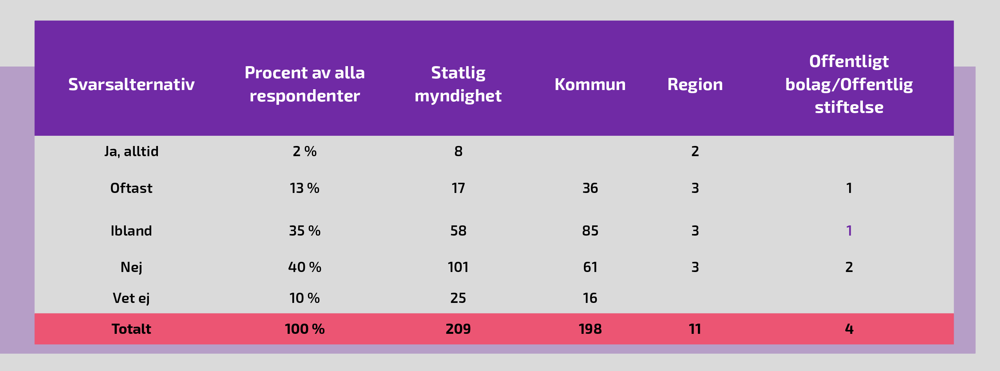 Svarsalternativ Procent av alla respondenter Statlig myndighet Kommun Region Offentligt bolag/Offentlig stiftelse
Ja, alltid 2 % 8 2
Oftast 13 % 17 36 3 1
Ibland 35 % 58 85 3 1
Nej 40 % 101 61 3 2
Vet ej 10 % 25 16
Totalt 100 % 209 198 11 4